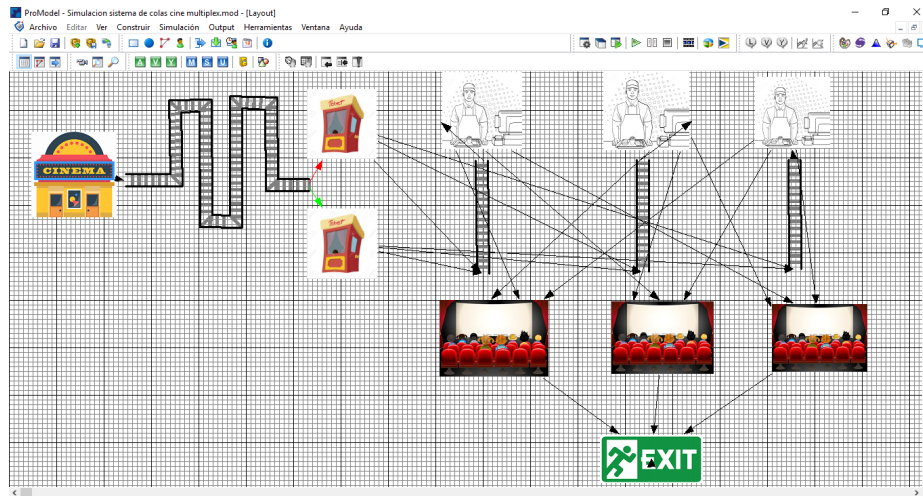 ProModel - Simulacion sistema de colas cine multiplex.mod - [Layout]
Archivo Editar Ver Construir Simulación Output Herramientas Ventana Ayuda
CINEMA
Ticket
Ticket
EXIT